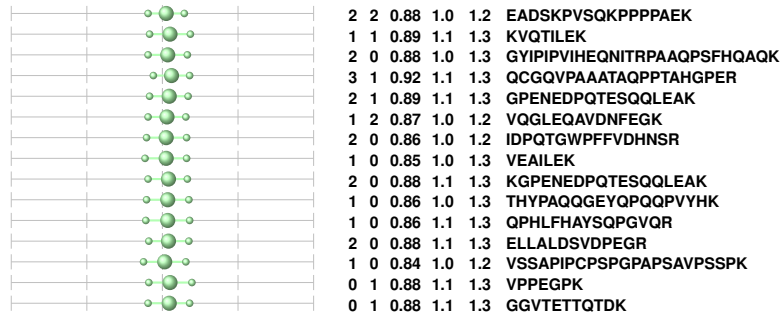 2 2 0.88 1.0 1.2 EADSKPVSQKPPPPAEK
1 1 0.89 1.1 1.3 KVQTILEK
2 0 0.88 1.0 1.3 GYIPIPVIHEQNITRPAAQPSFHQAQK
3 1 0.92 1.1 1.3 QCGQVPAAATAQPPTAHGPER
2 1 0.89 1.1 1.3 GPENEDPQTESQQLEAK
1 2 0.87 1.0 1.2 VQGLEQAVDNFEGK
2 0 0.86 1.0 1.2 IDPQTGWPFFVDHNSR
1 0 0.85 1.0 1.3 VEAILEK
2 0 0.88 1.1 1.3 KGPENEDPQTESQQLEAK
1 0 0.86 1.0 1.3 THYPAQQGEYQPQQPVYHK
1 0 0.86 1.1 1.3 QPHLFHAYSQPGVQR
2 0 0.88 1.1 1.3 ELLALDSVDPEGR
1 0 0.84 1.0 1.2 VSSAPIPCPSPGPAPSAVPSSPK
0 1 0.88 1.1 1.3 VPPEGPK
0 1 0.88 1.1 1.3 GGVTETTQTDK